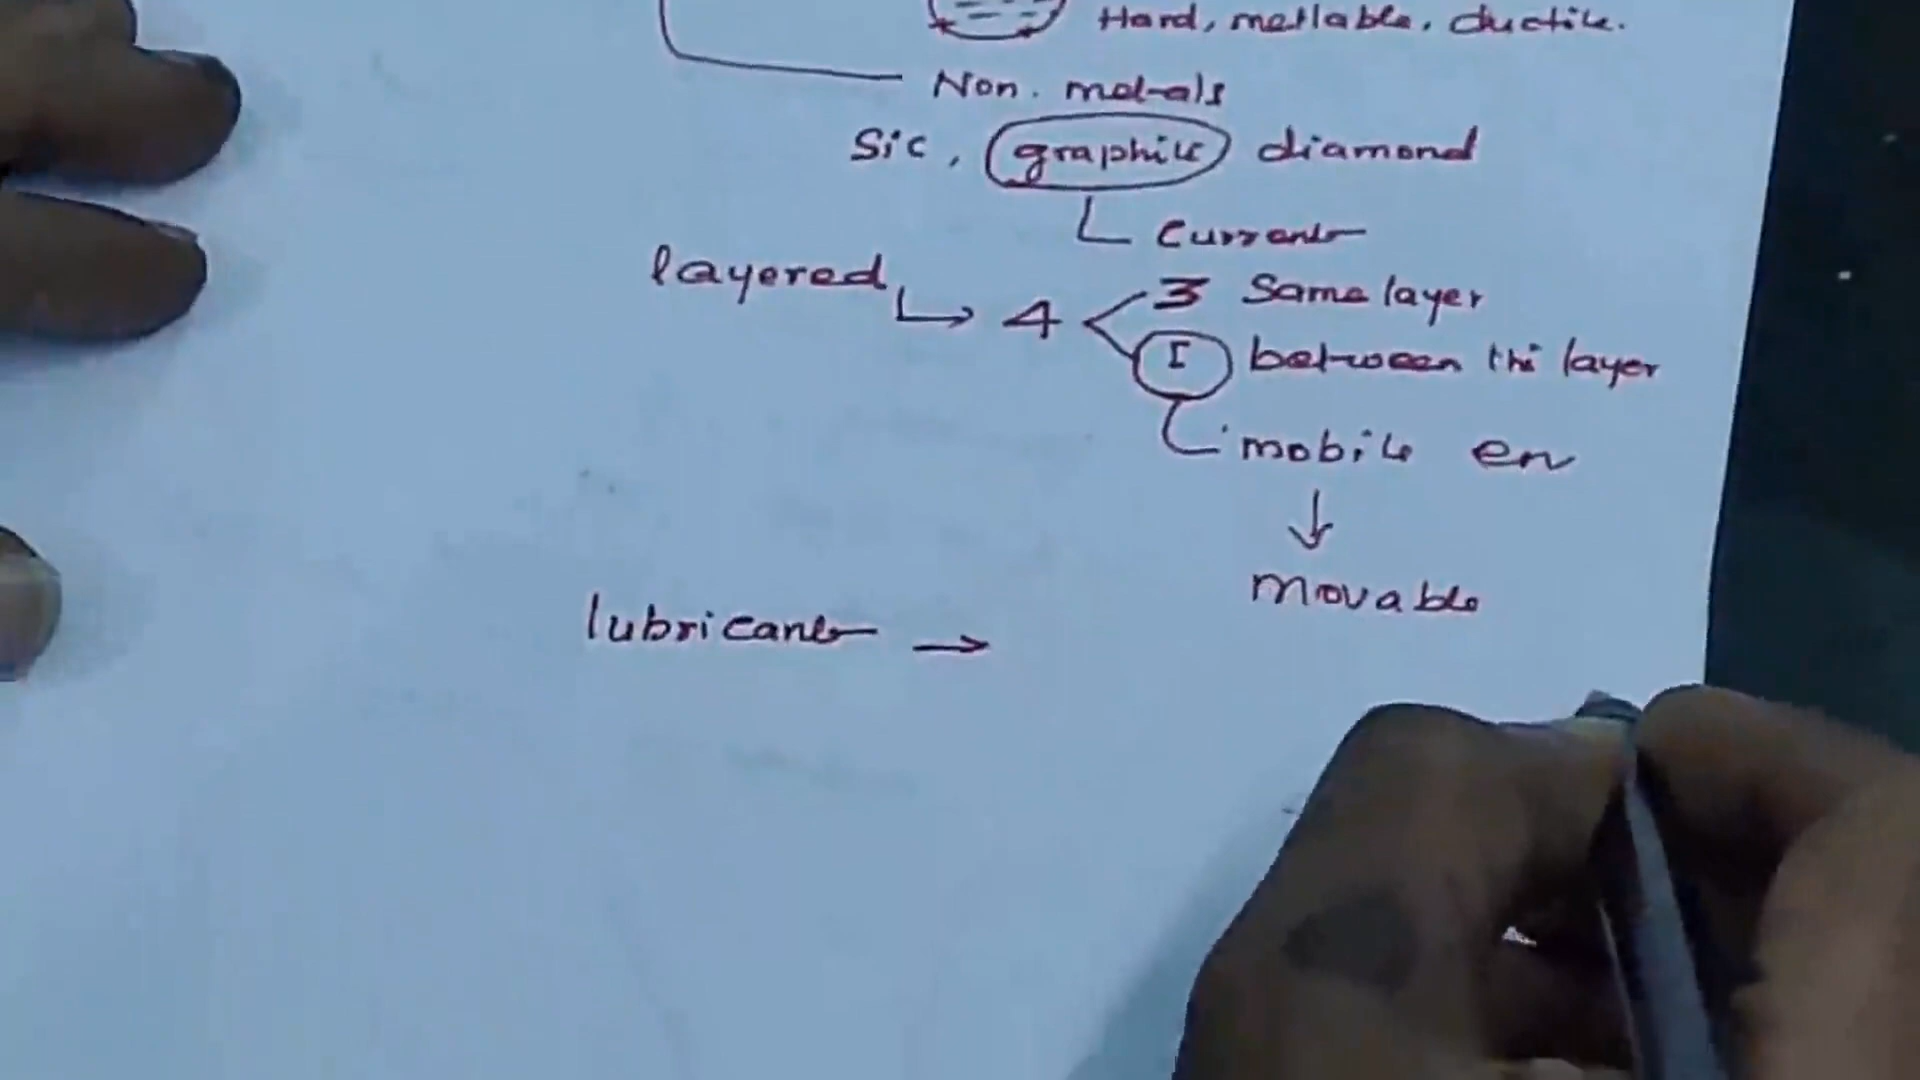 Hard, mellable, ductile.
Non. metals
Sic, graphite diamond
Current
layered → 4
3 Same layer
I between the layer
mobile en
↓
movable
lubricant →